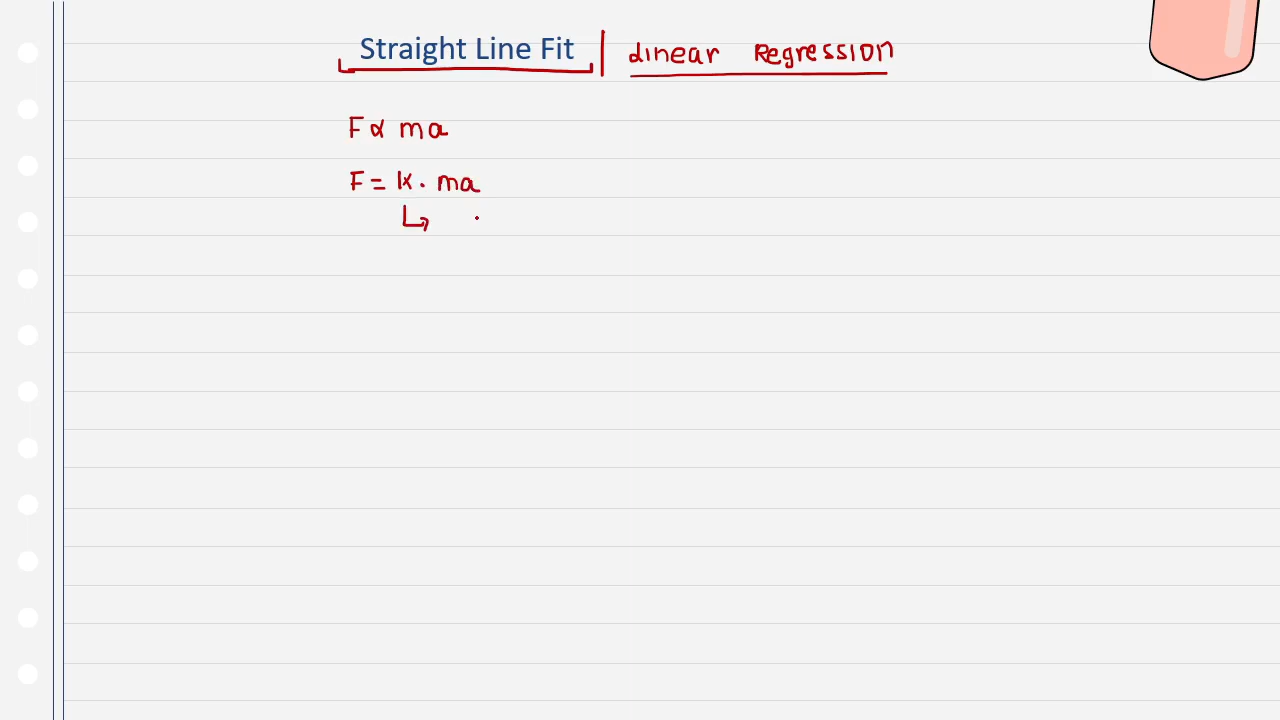 Straight Line Fit | Linear Regression
F ∝ ma
F = K . ma